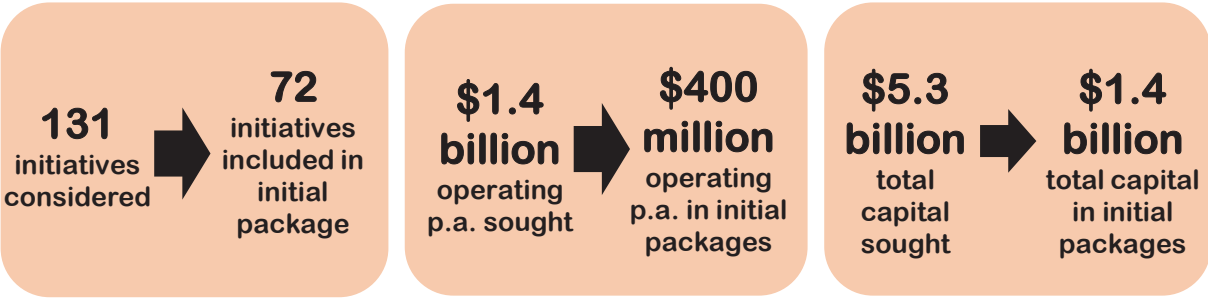 131
initiatives
considered
72
initiatives
included in
initial
package
$1.4
billion
operating
p.a. sought
$400
million
operating
p.a. in initial
packages
$5.3
billion
total
capital
sought
$1.4
billion
total capital
in initial
packages